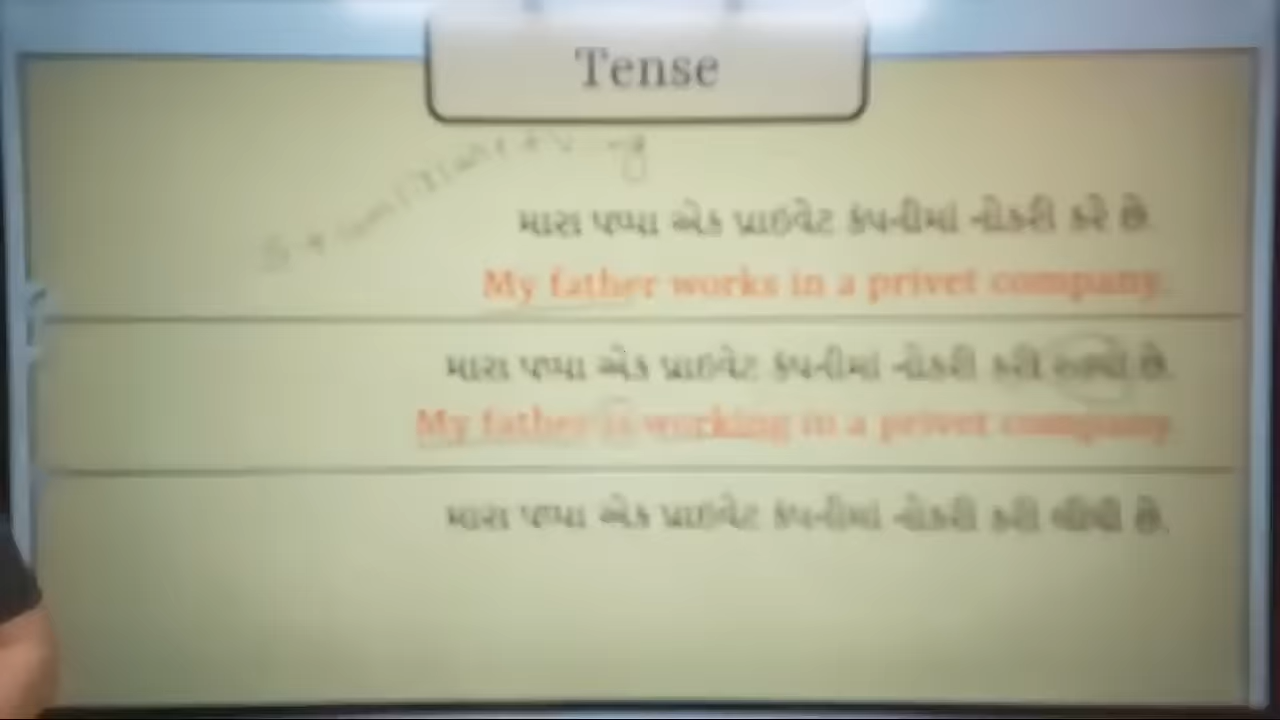 Tense
મારા પપ્પા એક પ્રાઇવેટ કંપનીમાં નોકરી કરે છે.
My father works in a privet company.
મારા પપ્પા એક પ્રાઇવેટ કંપનીમાં નોકરી કરી રહ્યો છે.
My father is working in a privet company
મારા પપ્પા એક પ્રાઇવેટ કંપનીમાં નોકરી કરી લીધી છે.